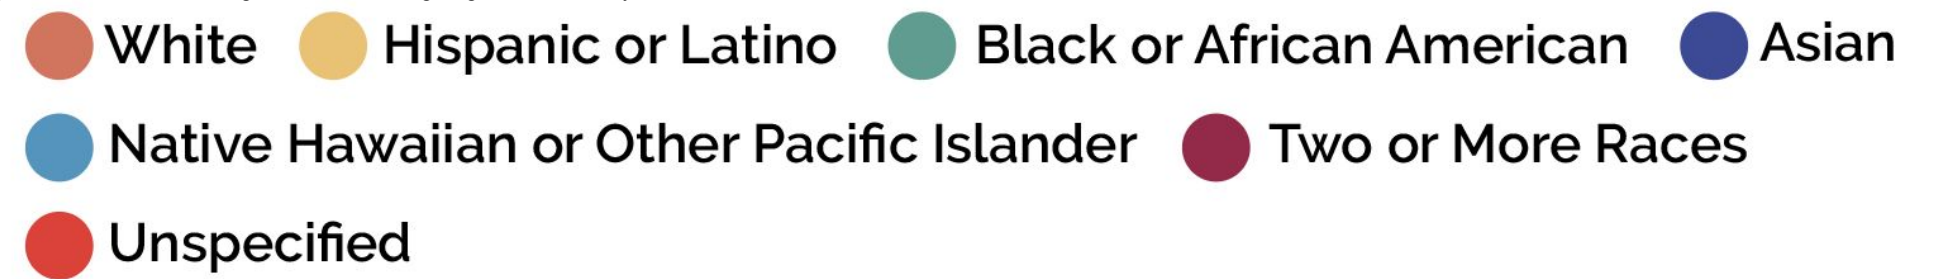 White Hispanic or Latino Black or African American Asian
Native Hawaiian or Other Pacific Islander Two or More Races
Unspecified